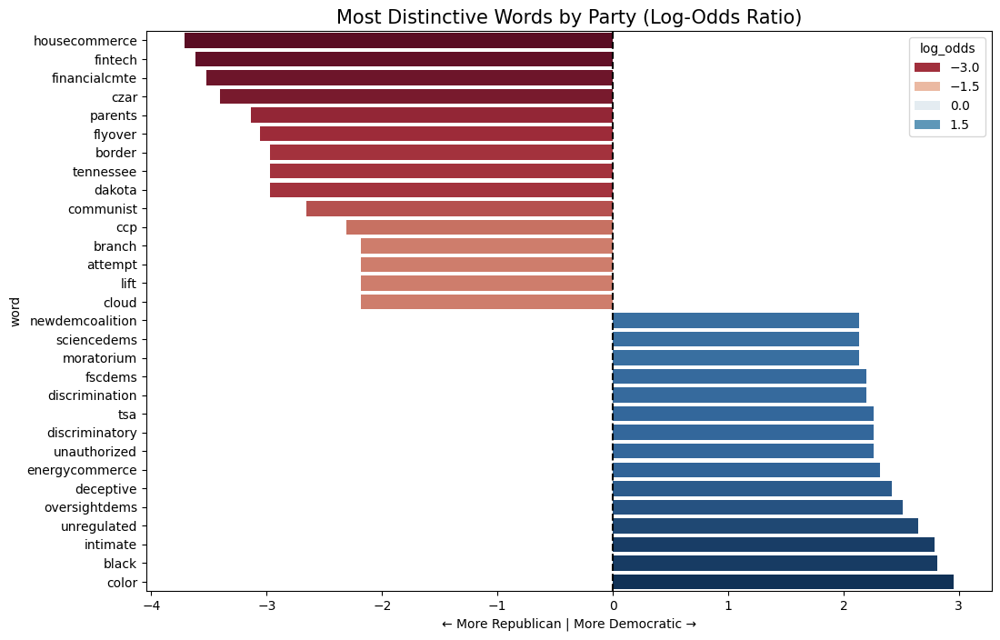 Most Distinctive Words by Party (Log-Odds Ratio)
housecommerce
fintech
financialcmte
czar
parents
flyover
border
tennessee
dakota
communist
ccp
branch
attempt
lift
cloud
newdemcoalition
sciencedems
moratorium
fscdems
discrimination
tsa
discriminatory
unauthorized
energycommerce
deceptive
oversightdems
unregulated
intimate
black
color
word
log_odds
−3.0
−1.5
0.0
1.5
−4 −3 −2 −1 0 1 2 3
← More Republican | More Democratic →